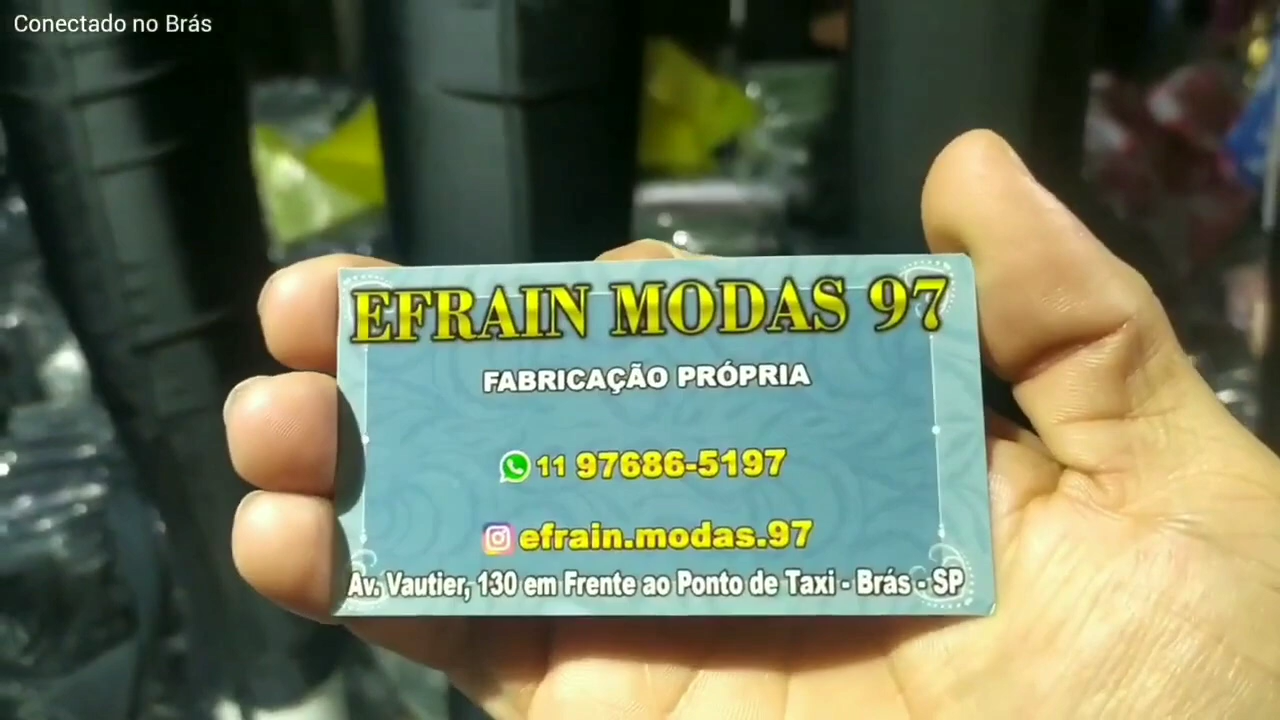 Conectado no Brás
EFRAIN MODAS 97
FABRICAÇÃO PRÓPRIA
11 97686-5197
efrain.modas.97
Av. Vautier, 130 em Frente ao Ponto de Taxi - Brás - SP